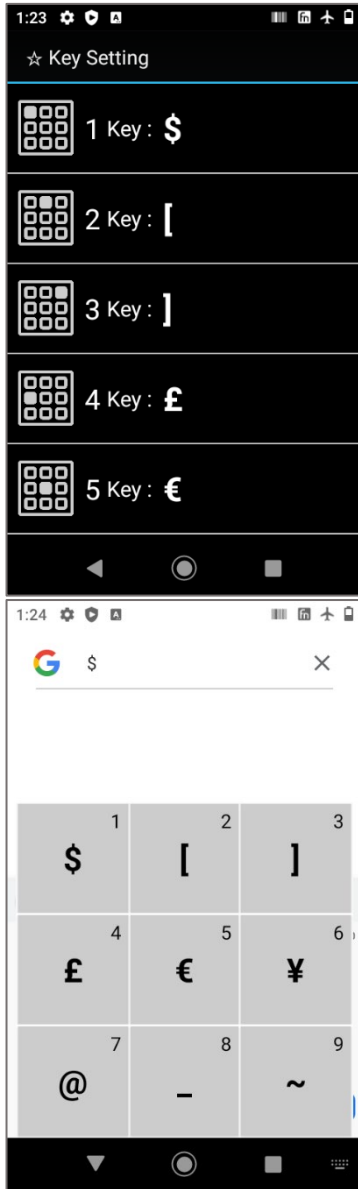 1:23
☆ Key Setting
1 Key : $
2 Key : [
3 Key : ]
4 Key : £
5 Key : €
1:24
$
1 2 3
$ [ ]
4 5 6
£ € ¥
7 8 9
@ _ ~